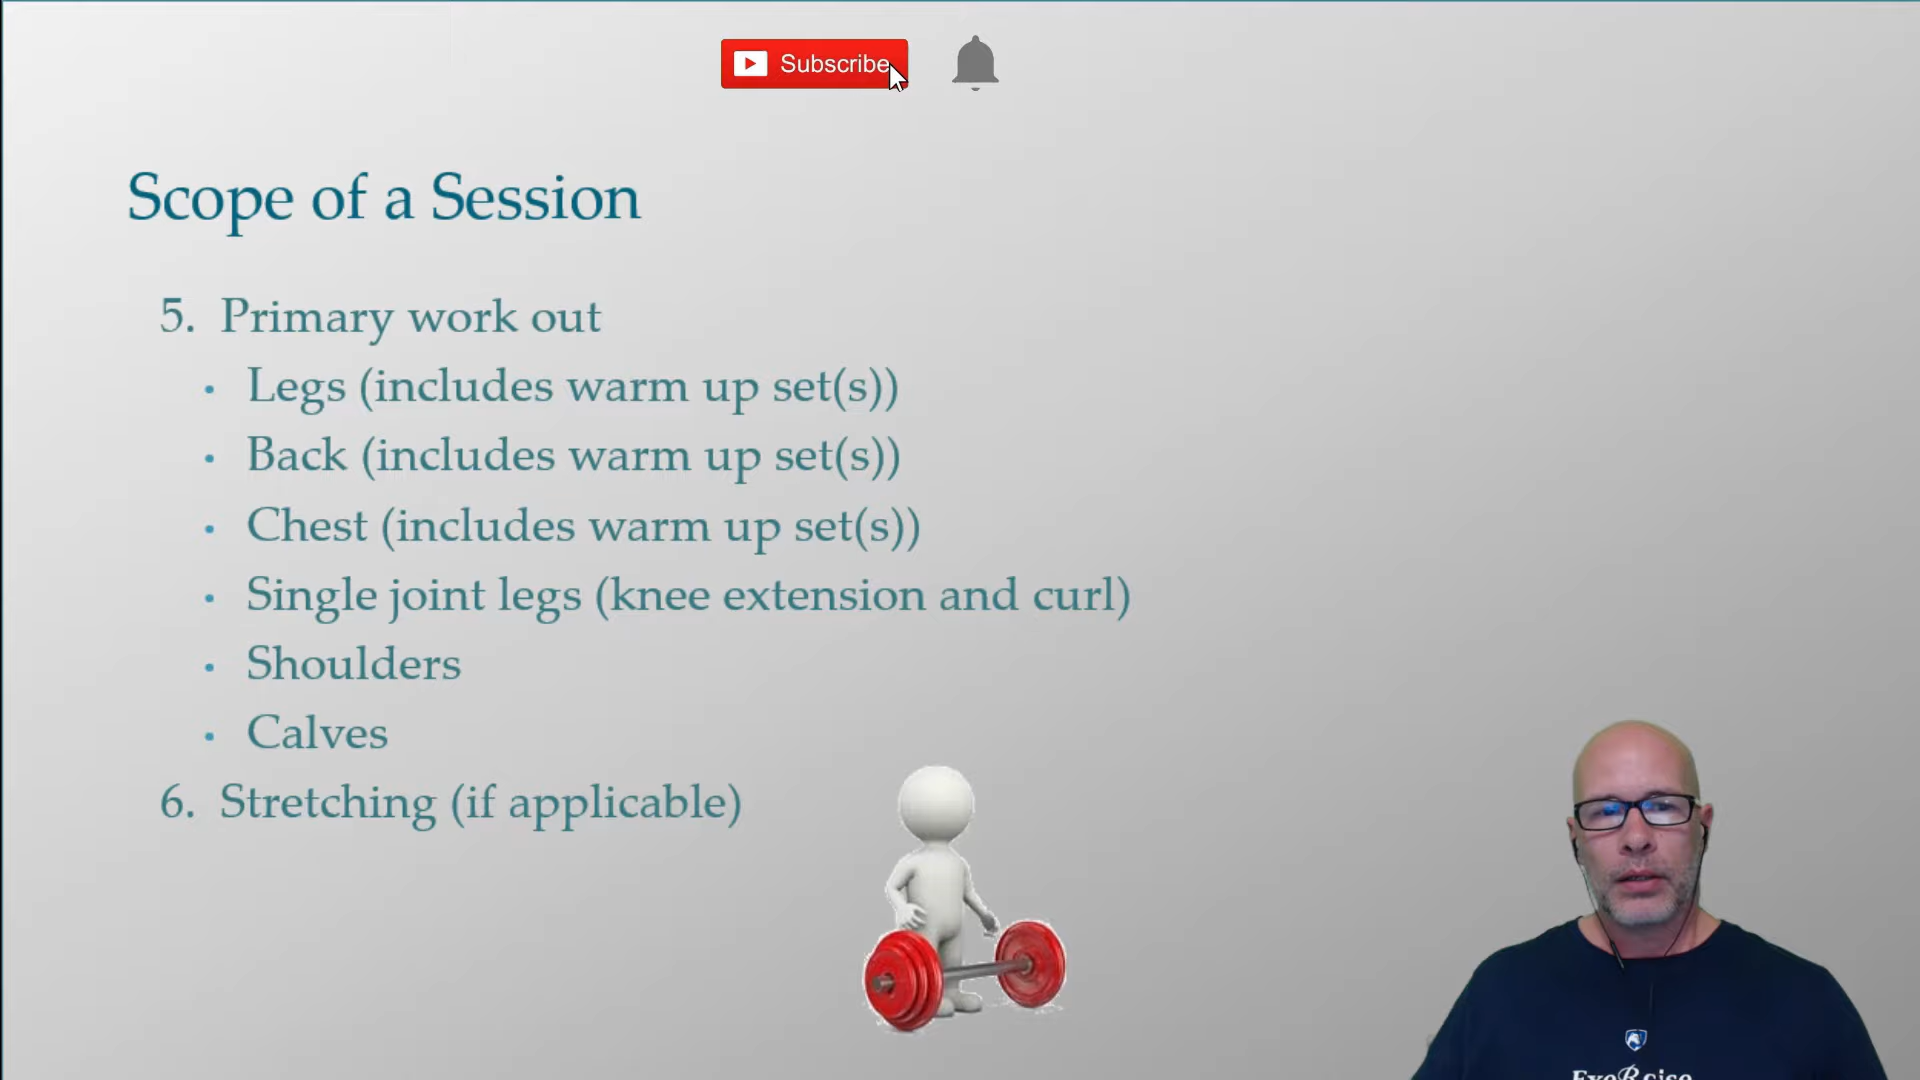 Subscribe
Scope of a Session
5. Primary work out
• Legs (includes warm up set(s))
• Back (includes warm up set(s))
• Chest (includes warm up set(s))
• Single joint legs (knee extension and curl)
• Shoulders
• Calves
6. Stretching (if applicable)